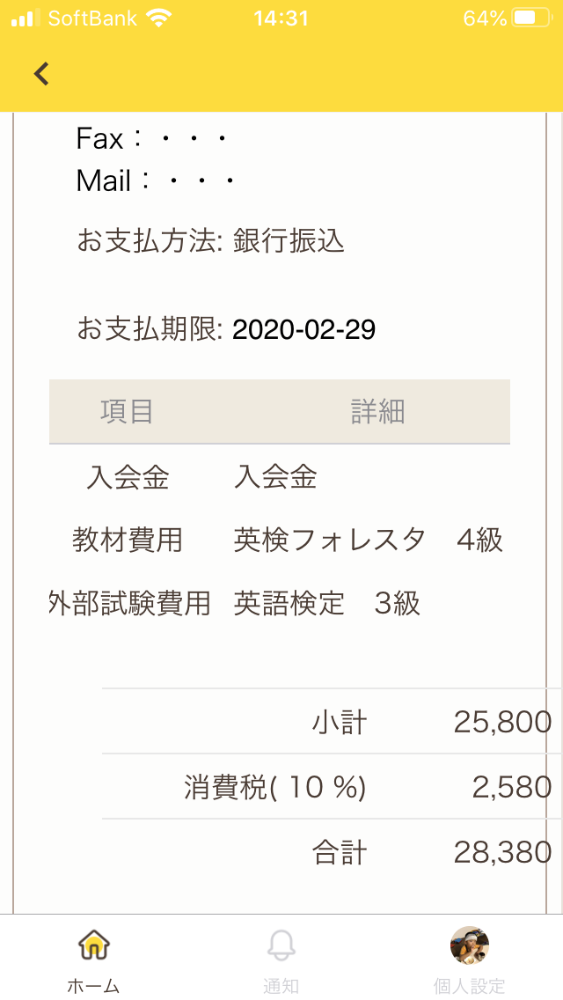 SoftBank 14:31 64%
Fax：・・・
Mail：・・・
お支払方法: 銀行振込
お支払期限: 2020-02-29
項目 詳細
入会金 入会金
教材費用 英検フォレスタ　4級
外部試験費用 英語検定　3級
小計 25,800
消費税( 10 %) 2,580
合計 28,380
ホーム 通知 個人設定